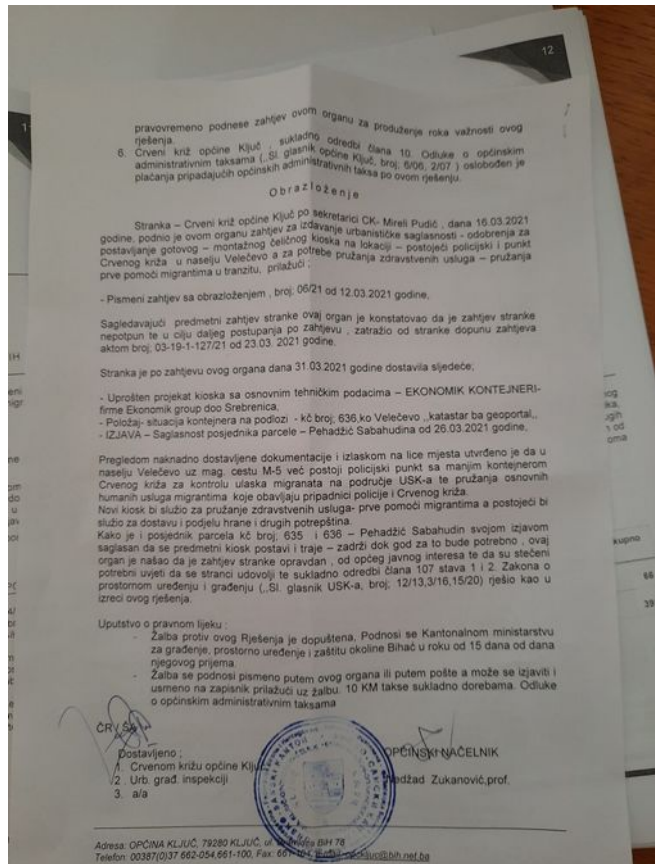 12
pravovremeno podnese zahtjev ovom organu za produženje roka važnosti ovog
rješenja.
6. Crveni križ općine Ključ , sukladno odredbi člana 10. Odluke o općinskim
administrativnim taksama („Sl. glasnik općine Ključ, broj; 6/06, 2/07 ) oslobođen je
plaćanja pripadajućih općinskih administrativnih taksa po ovom rješenju.
O b r a z l o ž e n j e
Stranka – Crveni križ općine Ključ po sekretarici CK- Mireli Pudić , dana 16.03.2021
godine, podnio je ovom organu zahtjev za izdavanje urbanističke saglasnosti - odobrenja za
postavljanje gotovog – montažnog čeličnog kioska na lokaciji – postojeći policijski i punkt
Crvenog križa u naselju Velečevo a za potrebe pružanja zdravstvenih usluga – pružanja
prve pomoći migrantima u tranzitu, prilažući ;
- Pismeni zahtjev sa obrazloženjem , broj; 06/21 od 12.03.2021 godine,
Sagledavajući predmetni zahtjev stranke ovaj organ je konstatovao da je zahtjev stranke
nepotpun te u cilju daljeg postupanja po zahtjevu , zatražio od stranke dopunu zahtjeva
aktom broj; 03-19-1-127/21 od 23.03. 2021 godine.
Stranka je po zahtjevu ovog organa dana 31.03.2021 godine dostavila sljedeće;
- Uprošten projekat kioska sa osnovnim tehničkim podacima – EKONOMIK KONTEJNERI-
firme Ekonomik group doo Srebrenica,
- Položaj- situacija kontejnera na podlozi - kč broj; 636,ko Velečevo ,,katastar ba geoportal,,
- IZJAVA – Saglasnost posjednika parcele – Pehadžić Sabahudina od 26.03.2021 godine,
Pregledom naknadno dostavljene dokumentacije i izlaskom na lice mjesta utvrđeno je da u
naselju Velečevo uz mag. cestu M-5 već postoji policijski punkt sa manjim kontejnerom
Crvenog križa za kontrolu ulaska migranata na područje USK-a te pružanja osnovnih
humanih usluga migrantima koje obavljaju pripadnici policije i Crvenog križa.
Novi kiosk bi služio za pružanje zdravstvenih usluga- prve pomoći migrantima a postojeći bi
služio za dostavu i podjelu hrane i drugih potrepština.
Kako je i posjednik parcela kč broj; 635 i 636 – Pehadžić Sabahudin svojom izjavom
saglasan da se predmetni kiosk postavi i traje – zadrži dok god za to bude potrebno , ovaj
organ je našao da je zahtjev stranke opravdan , od općeg javnog interesa te da su stečeni
potrebni uvjeti da se stranci udovolji te sukladno odredbi člana 107 stava 1 i 2. Zakona o
prostornom uređenju i građenju („Sl. glasnik USK-a, broj; 12/13,3/16,15/20) rješio kao u
izreci ovog rješenja.
Uputstvo o pravnom lijeku :
- Žalba protiv ovog Rješenja je dopuštena, Podnosi se Kantonalnom ministarstvu
za građenje, prostorno uređenje i zaštitu okoline Bihać u roku od 15 dana od dana
njegovog prijema.
- Žalba se podnosi pismeno putem ovog organa ili putem pošte a može se izjaviti i
usmeno na zapisnik prilažući uz žalbu. 10 KM takse sukladno dorebama. Odluke
o općinskim administrativnim taksama
ČR/
Dostavljeno ;
1. Crvenom križu općine Ključ
2. Urb. građ. inspekciji
3. a/a
OPĆINSKI NAČELNIK
Nedžad Zukanović,prof.
Adresa: OPĆINA KLJUČ, 79280 KLJUČ, ul. BiH 78
Telefon: 00387(0)37 662-054,661-100, Fax:
kupno
66
39